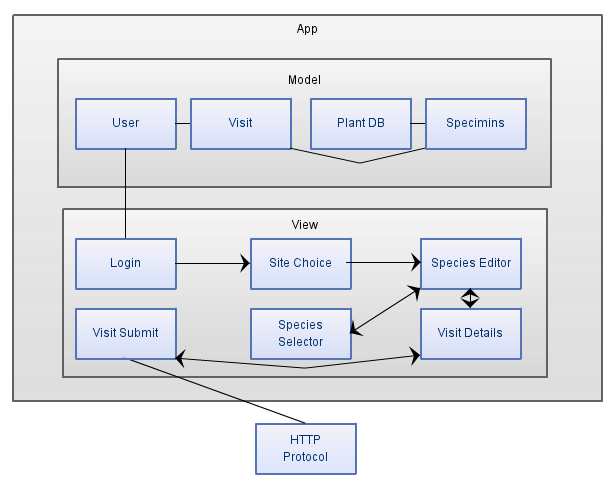 App
Model
User
Visit
Plant DB
Specimins
View
Login
Site Choice
Species Editor
Visit Submit
Species
Selector
Visit Details
HTTP
Protocol